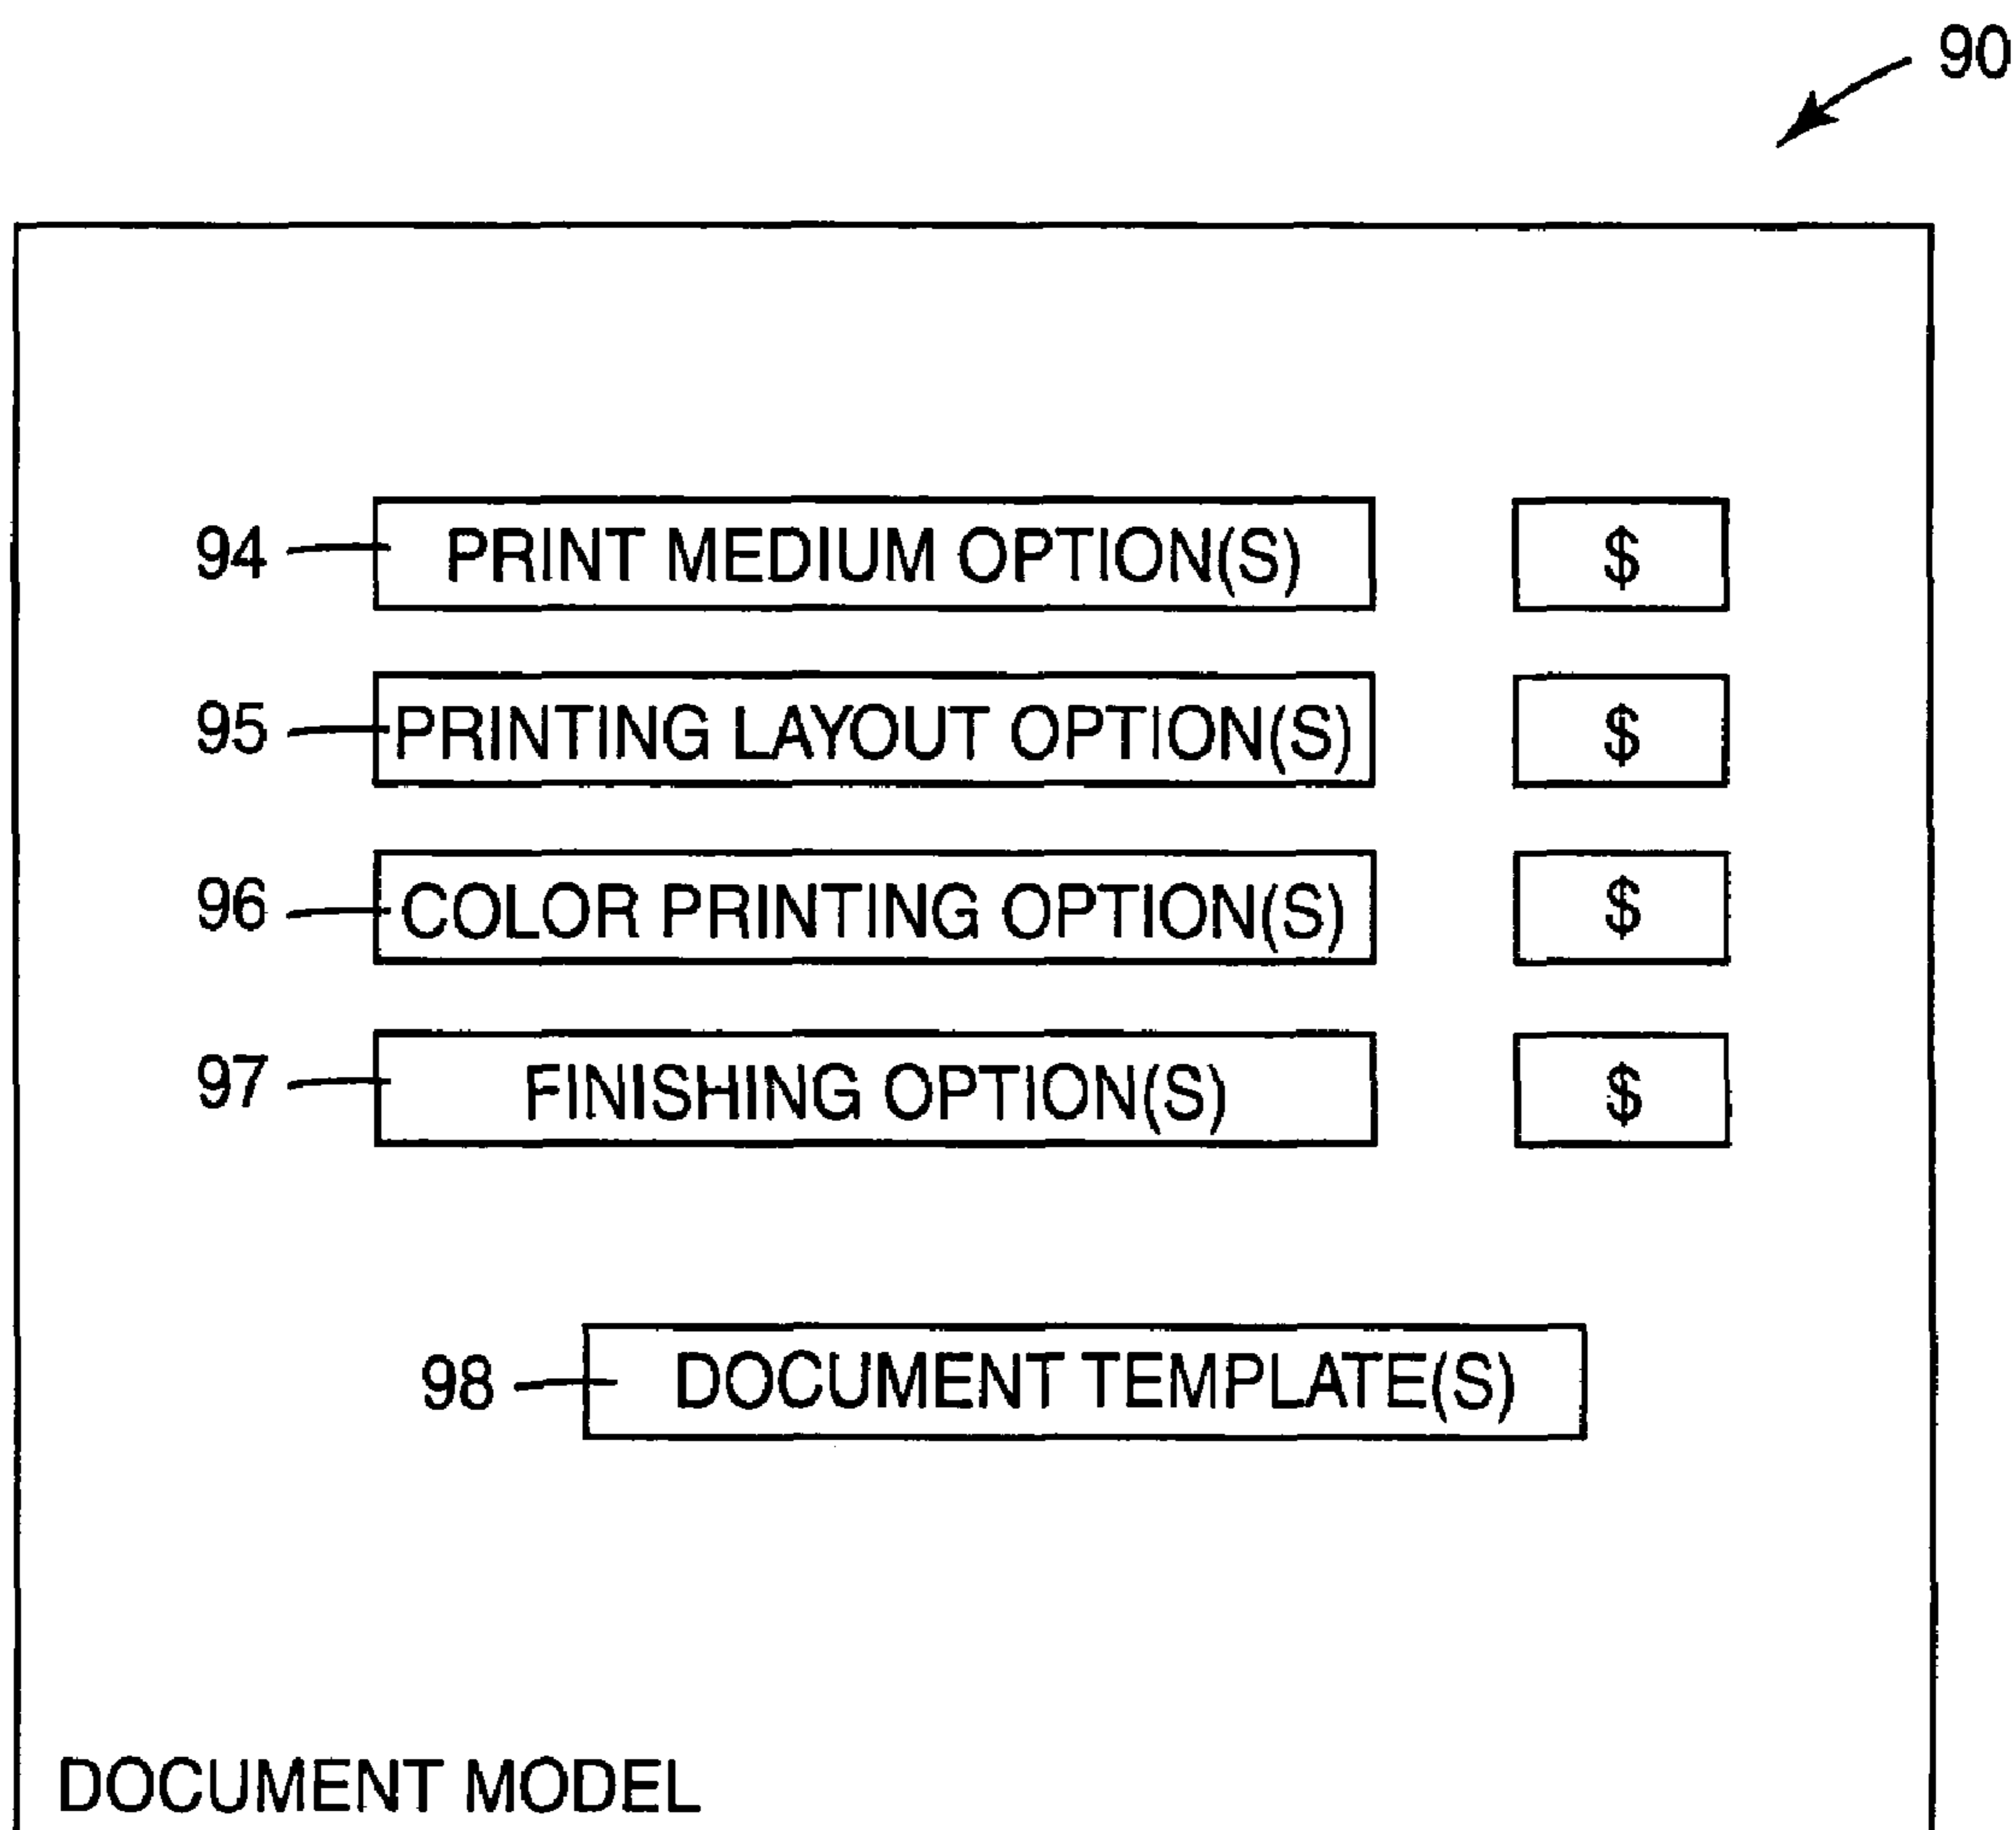 90
94 PRINT MEDIUM OPTION(S) $
95 PRINTING LAYOUT OPTION(S) $
96 COLOR PRINTING OPTION(S) $
97 FINISHING OPTION(S) $
98 DOCUMENT TEMPLATE(S)
DOCUMENT MODEL